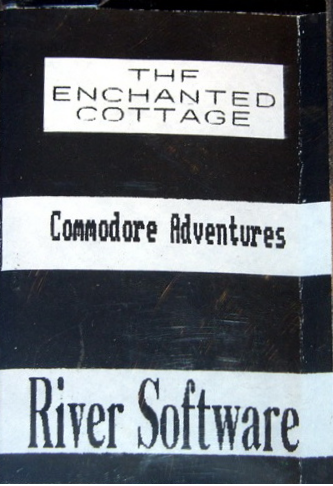 THE
ENCHANTED
COTTAGE
Commodore Adventures
River Software